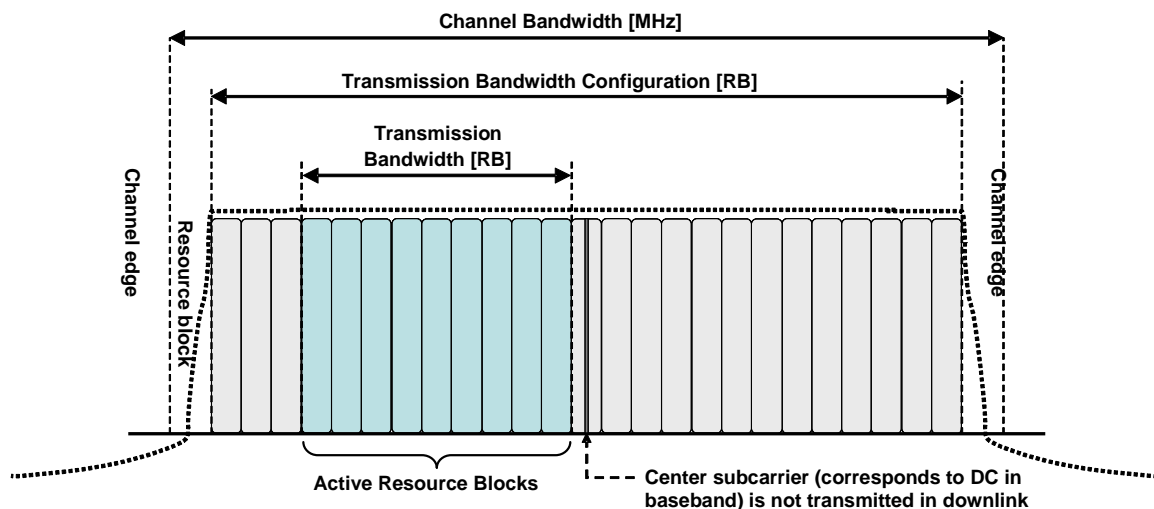 Channel Bandwidth [MHz]
Transmission Bandwidth Configuration [RB]
Transmission
Bandwidth [RB]
Channel edge
Resource block
Channel edge
Active Resource Blocks
Center subcarrier (corresponds to DC in
baseband) is not transmitted in downlink